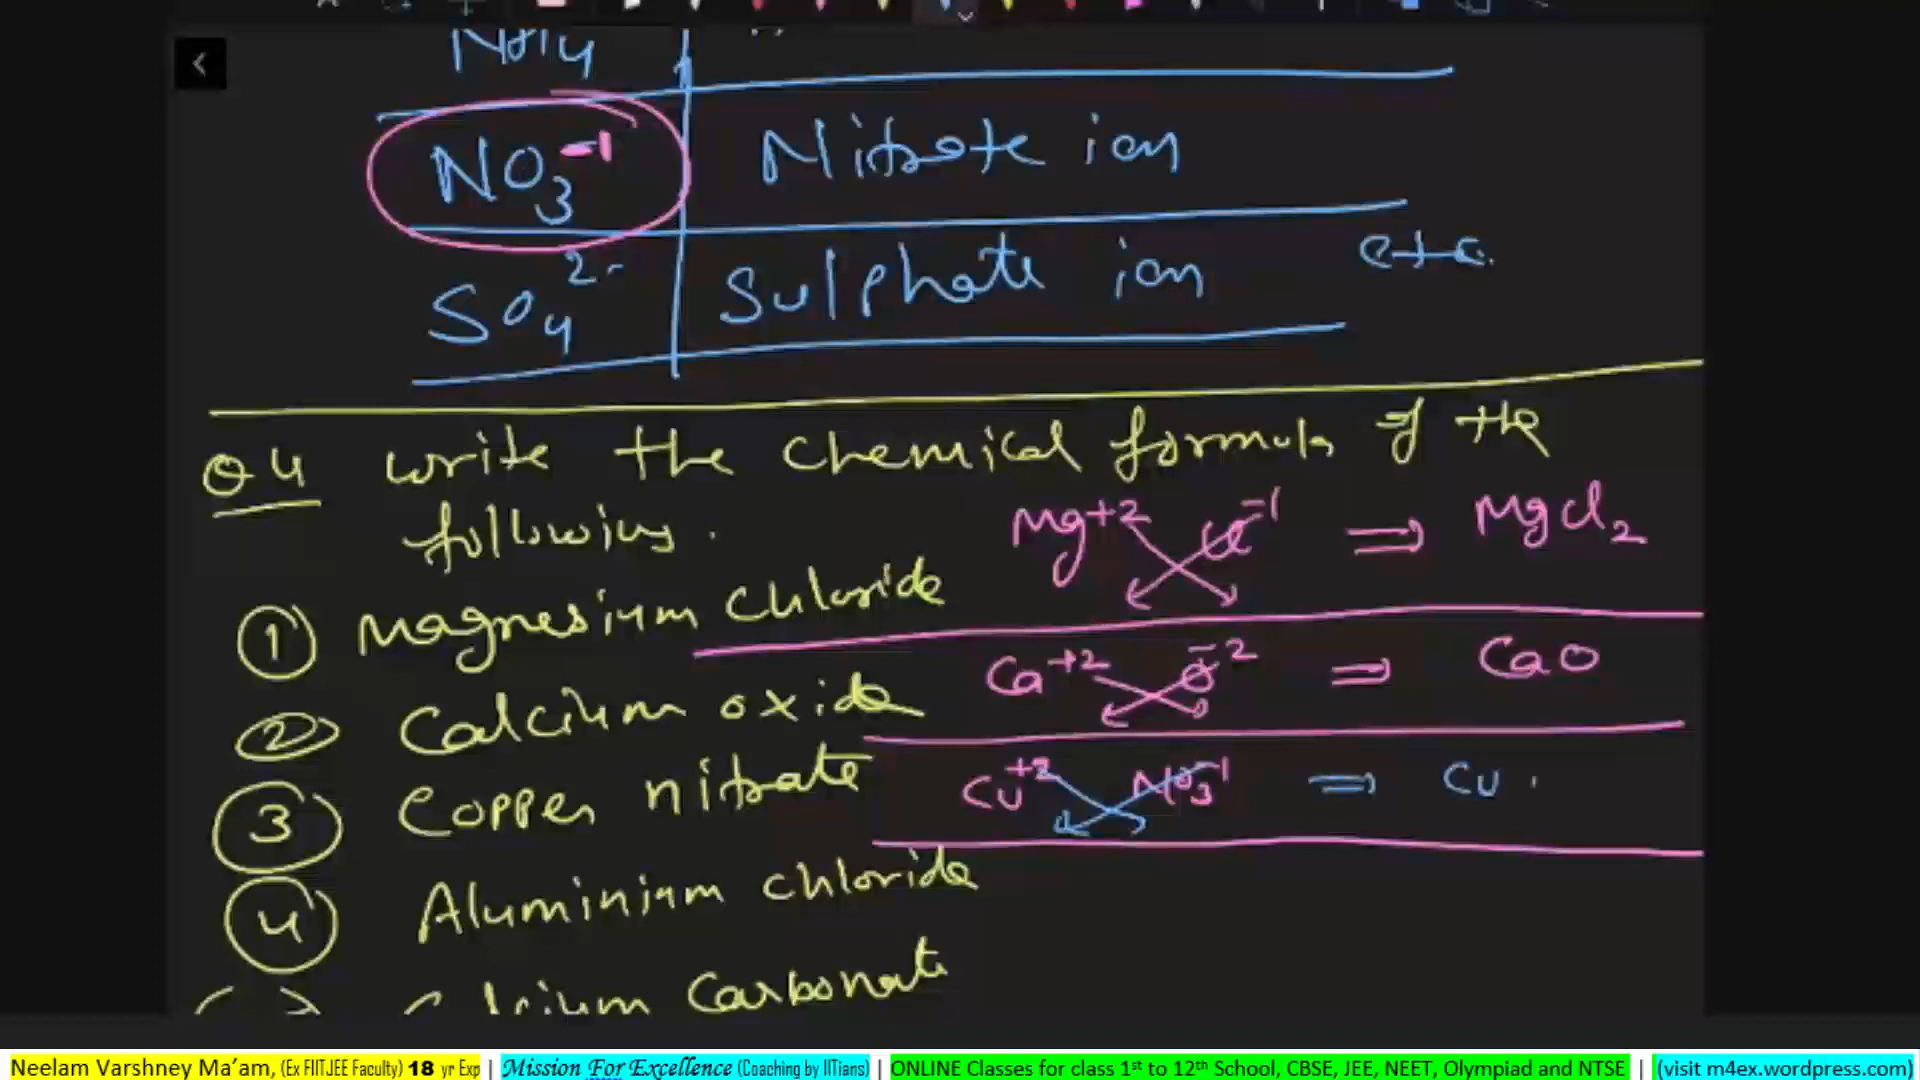 NO3-1 Nitrate ion
SO4 2- Sulphate ion etc.
Q4 write the chemical formula of the
following.
① Magnesium chloride Mg+2 Cl-1 ⇒ MgCl2
② Calcium oxide Ca+2 O-2 ⇒ CaO
③ Copper nitrate Cu+2 NO3-1 ⇒ Cu
④ Aluminium chloride
Carbonate
Neelam Varshney Ma'am, (Ex FIITJEE Faculty) 18 yr Exp | Mission For Excellence (Coaching by IITians) | ONLINE Classes for class 1st to 12th School, CBSE, JEE, NEET, Olympiad and NTSE | (visit m4ex.wordpress.com)